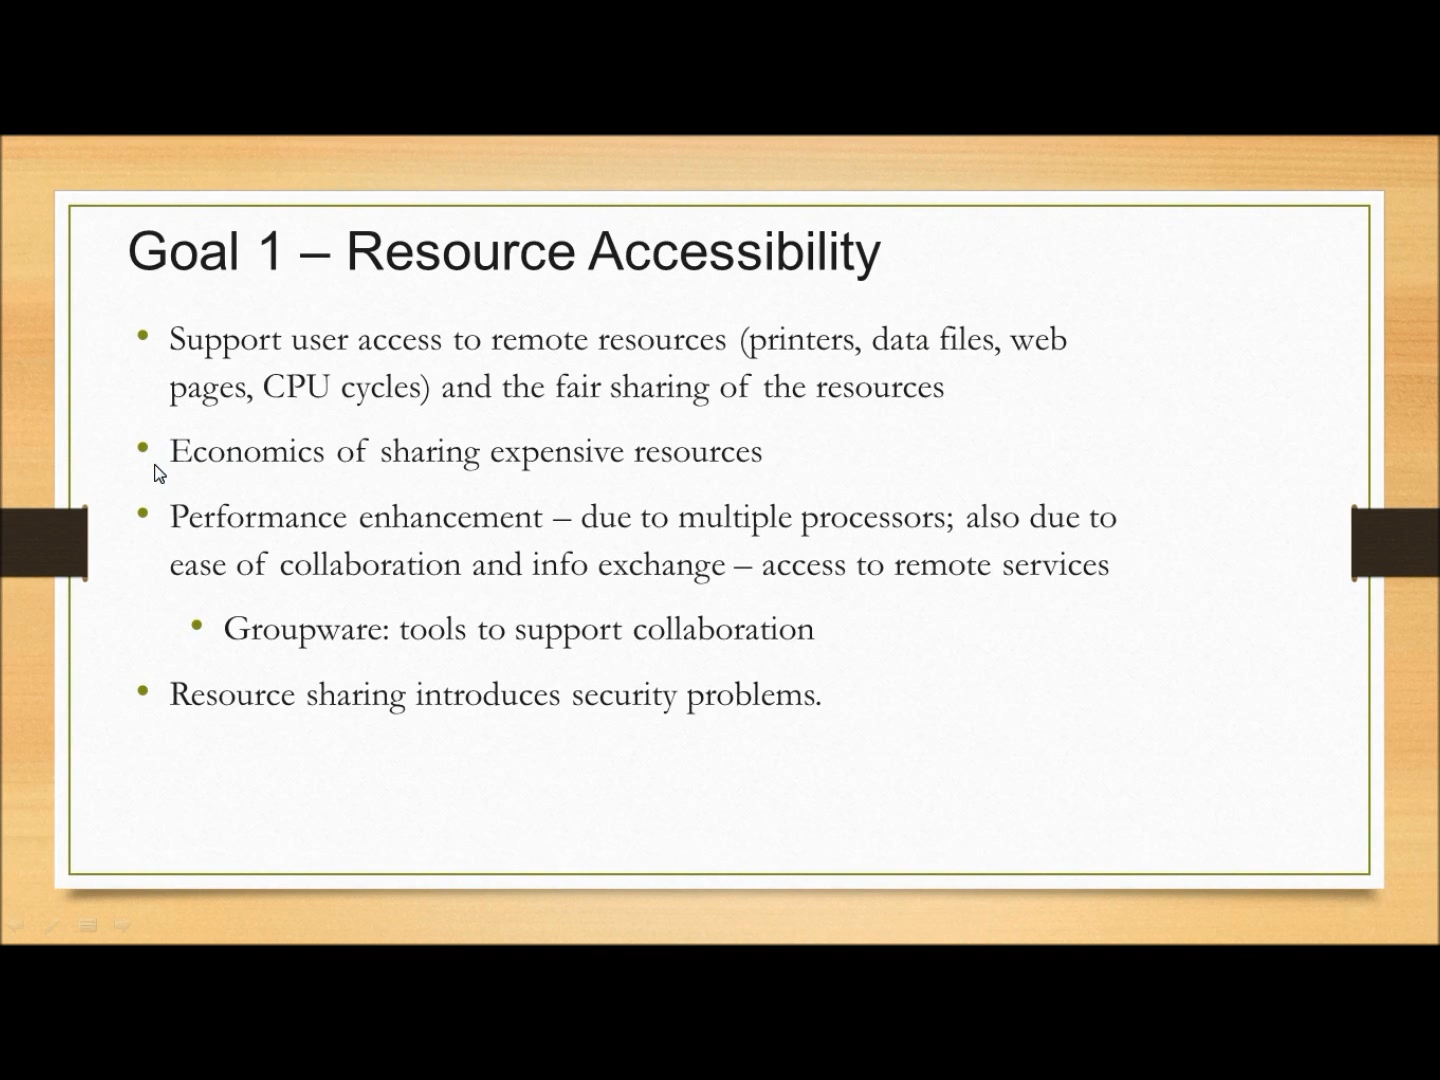 Goal 1 – Resource Accessibility
• Support user access to remote resources (printers, data files, web
pages, CPU cycles) and the fair sharing of the resources
• Economics of sharing expensive resources
• Performance enhancement – due to multiple processors; also due to
ease of collaboration and info exchange – access to remote services
• Groupware: tools to support collaboration
• Resource sharing introduces security problems.